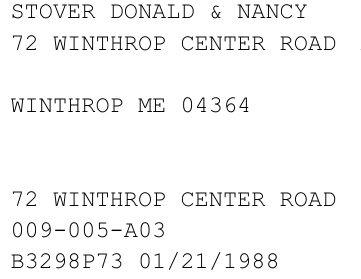 STOVER DONALD & NANCY
72 WINTHROP CENTER ROAD
WINTHROP ME 04364
72 WINTHROP CENTER ROAD
009-005-A03
B3298P73 01/21/1988